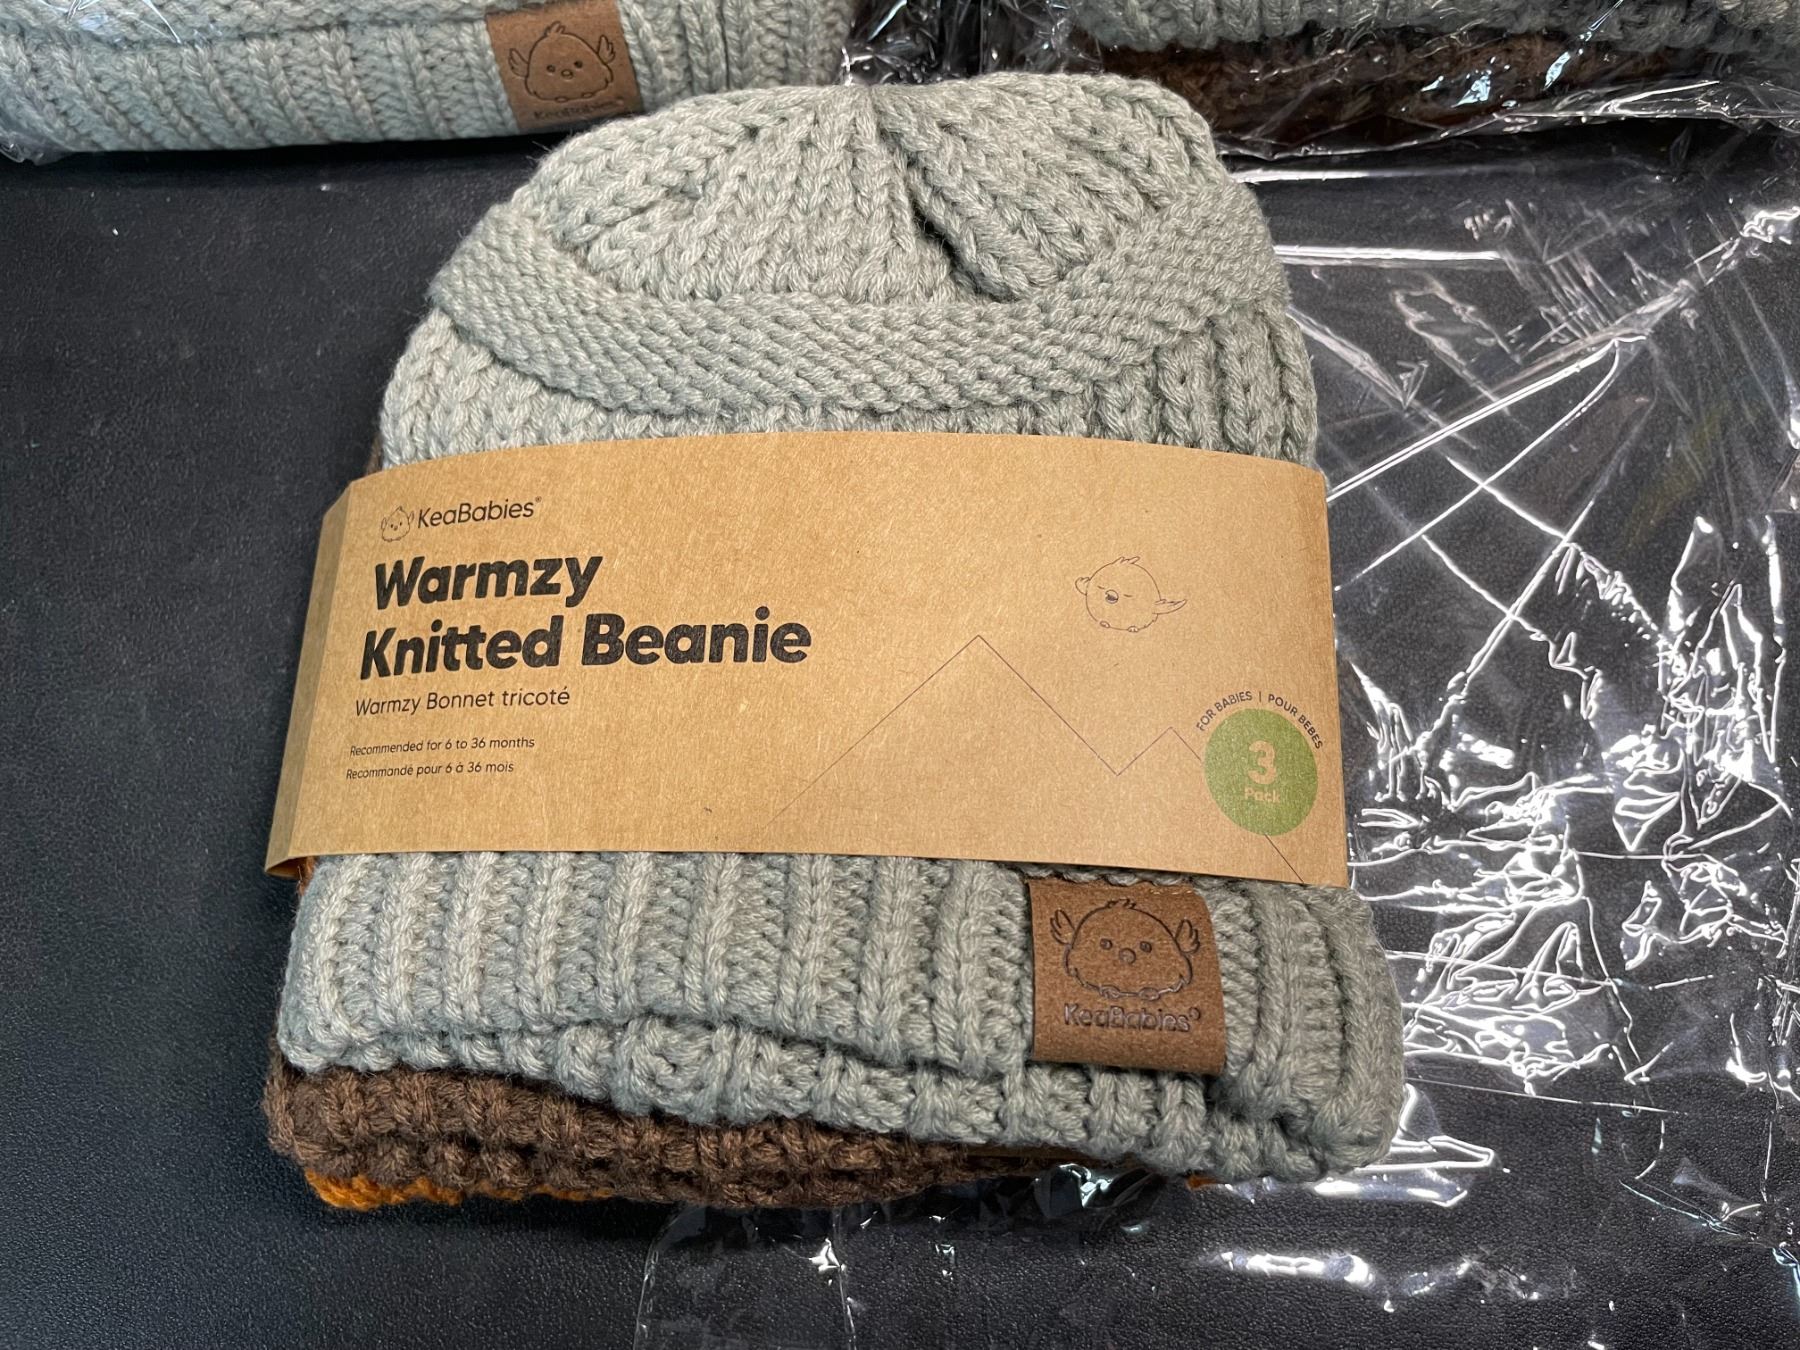 KeaBabies
KeaBabies®
Warmzy
Knitted Beanie
Warmzy Bonnet tricoté
Recommended for 6 to 36 months
Recommandé pour 6 à 36 mois
FOR BABIES | POUR BEBES
3
Pack
KeaBabies®